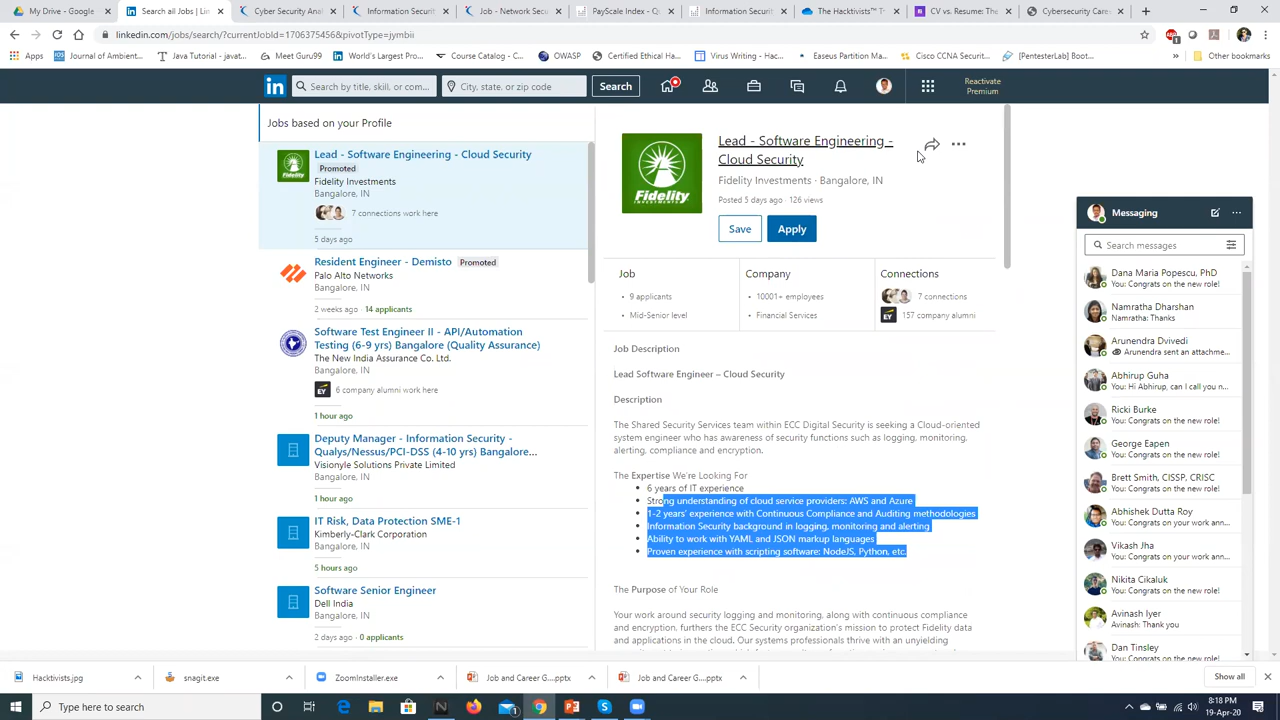 My Drive - Google
Search all Jobs | Lin
Cyber Security Anal
Information Securit
Job - Network Secu
PayScale Index - Qu
Information Securit
The Hacktivists™ T
CV vs. Resume: The
Cybersecurity Caree
linkedin.com/jobs/search/?currentJobId=1706375456&pivotType=jymbii
Apps
Journal of Ambientt...
Data Type Tutorial - javat...
Meet Guru99
World's Largest Pro...
Course Catalog - C...
OWASP
Certified Ethical Ha...
Virus Writing - Hac...
Easeus Partition Ma...
Cisco CCNA Securit...
[PentesterLab] Boot...
Other bookmarks
in
Search by title, skill, or com...
City, state, or zip code
Search
Reactivate
Premium
Jobs based on your Profile
Lead - Software Engineering - Cloud Security
Promoted
Fidelity Investments
Bangalore, IN
7 connections work here
5 days ago
Resident Engineer - Demisto Promoted
Palo Alto Networks
Bangalore, IN
2 weeks ago · 14 applicants
Software Test Engineer II - API/Automation
Testing (6-9 yrs) Bangalore (Quality Assurance)
The New India Assurance Co. Ltd.
Bangalore, IN
EY 6 company alumni work here
1 hour ago
Deputy Manager - Information Security -
Qualys/Nessus/PCI-DSS (4-10 yrs) Bangalore...
Visionyle Solutions Private Limited
Bangalore, IN
1 hour ago
IT Risk, Data Protection SME-1
Kimberly-Clark Corporation
Bangalore, IN
5 hours ago
Software Senior Engineer
Dell India
Bangalore, IN
2 days ago · 0 applicants
Fidelity
INVESTMENTS
Lead - Software Engineering -
Cloud Security
Fidelity Investments · Bangalore, IN
Posted 5 days ago · 126 views
Save
Apply
Job
• 9 applicants
• Mid-Senior level
Company
• 10001+ employees
• Financial Services
Connections
7 connections
EY 157 company alumni
Job Description
Lead Software Engineer – Cloud Security
Description
The Shared Security Services team within ECC Digital Security is seeking a Cloud-oriented
system engineer who has awareness of security functions such as logging, monitoring,
alerting, compliance and encryption.
The Expertise We're Looking For
• 6 years of IT experience
• Strong understanding of cloud service providers: AWS and Azure
• 1-2 years' experience with Continuous Compliance and Auditing methodologies
• Information Security background in logging, monitoring and alerting
• Ability to work with YAML and JSON markup languages
• Proven experience with scripting software: NodeJS, Python, etc.
The Purpose of Your Role
Your work around security logging and monitoring, along with continuous compliance
and encryption, furthers the ECC Security organization's mission to protect Fidelity data
and applications in the cloud. Our systems professionals thrive with an unyielding
Messaging
Search messages
Dana Maria Popescu, PhD
You: Congrats on the new role!
Namratha Dharshan
Namratha: Thanks
Arunendra Dvivedi
Arunendra sent an attachme...
Abhirup Guha
You: Hi Abhirup, can I call you n...
Ricki Burke
You: Congrats on the new role!
George Eapen
You: Congrats on the new role!
Brett Smith, CISSP, CRISC
You: Congrats on the new role!
Abhishek Dutta Roy
You: Congrats on your work ann...
Vikash Jha
You: Congrats on your work ann...
Nikita Cikaluk
You: Congrats on the new role!
Avinash Iyer
Avinash: Thank you
Dan Tinsley
Hacktivists.jpg
snagit.exe
ZoomInstaller.exe
Job and Career G....pptx
Job and Career G....pptx
Show all
Type here to search
8:18 PM
19-Apr-20